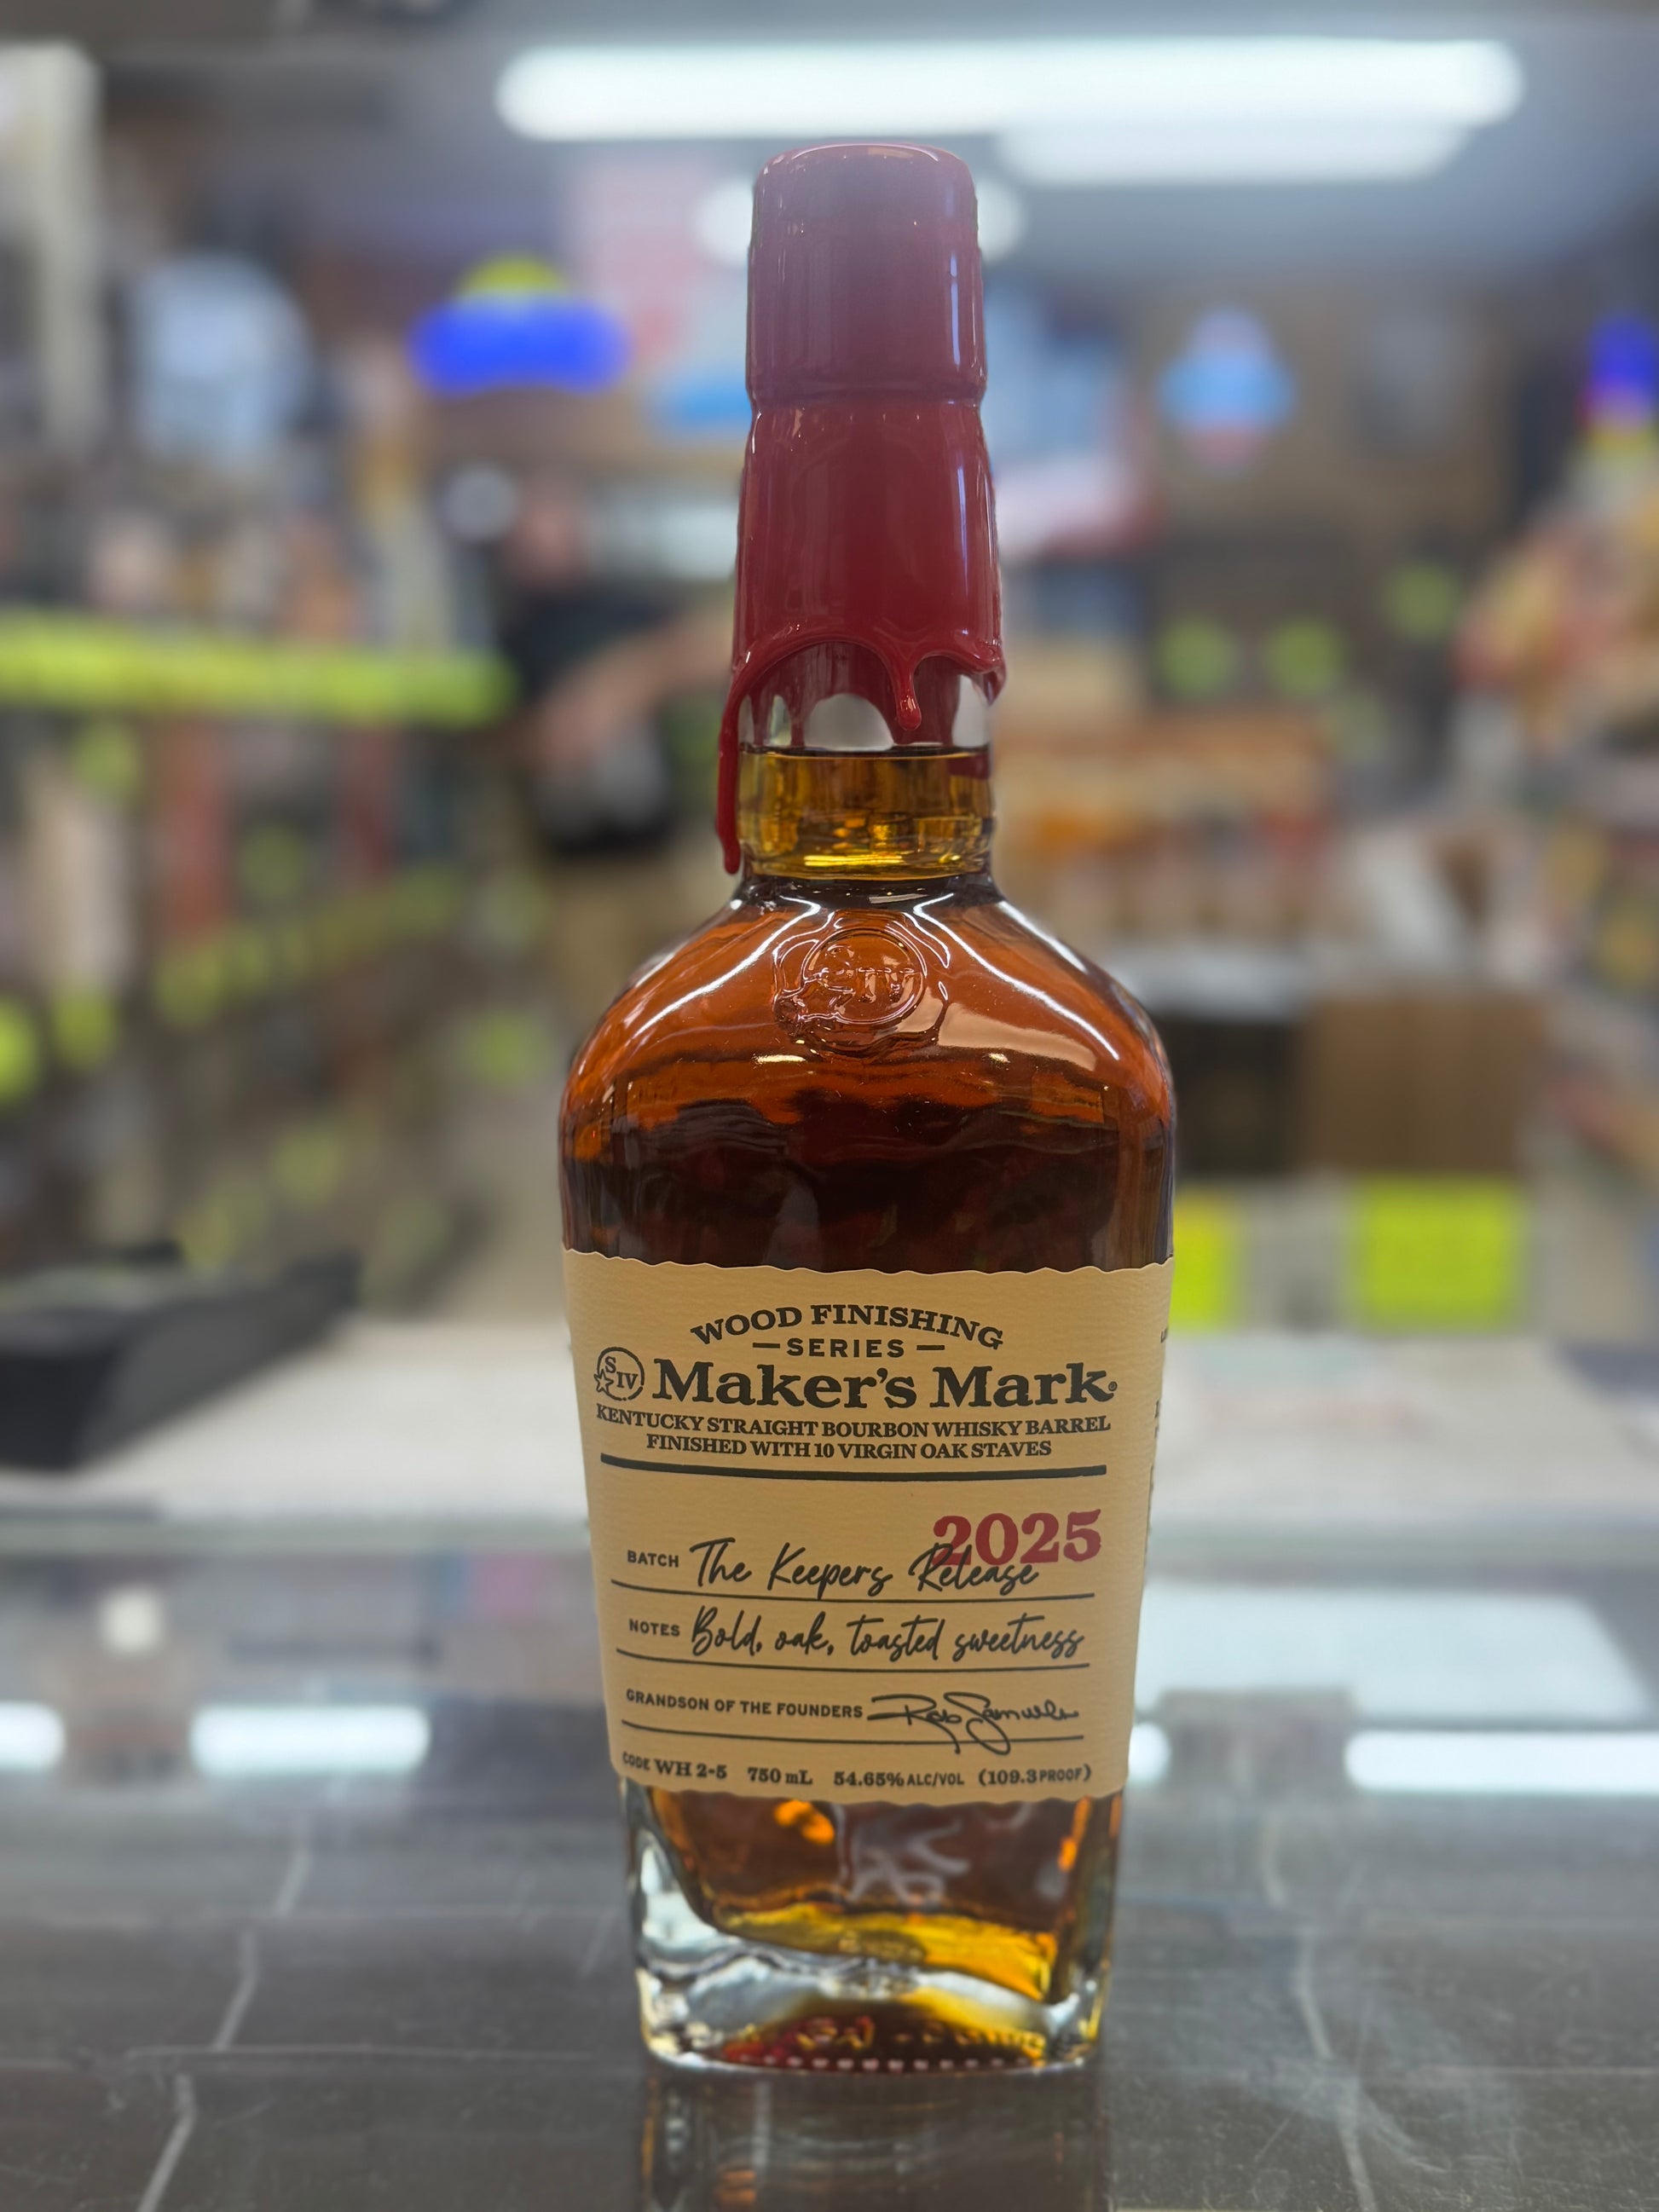 WOOD FINISHING
SERIES
S IV Maker's Mark®
KENTUCKY STRAIGHT BOURBON WHISKY BARREL
FINISHED WITH 10 VIRGIN OAK STAVES
2025
BATCH The Keepers Release
NOTES Bold, oak, toasted sweetness
GRANDSON OF THE FOUNDERS Rob Samuels
CODE WH 2-5 750 mL 54.65% ALC/VOL (109.3 PROOF)